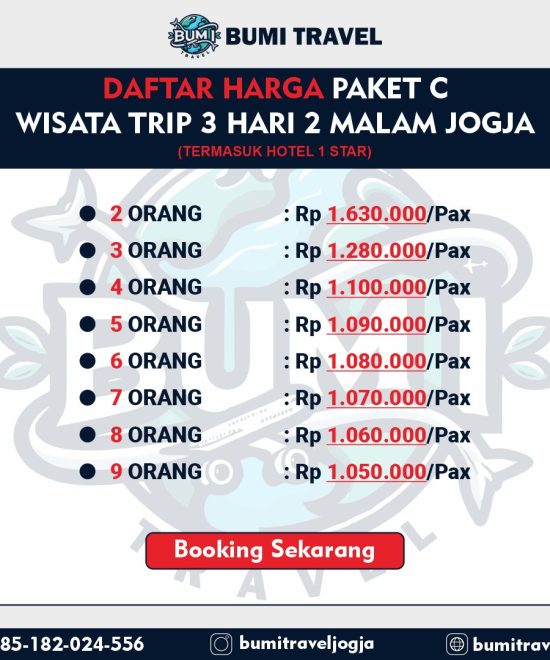 BUMI TRAVEL
BUMI TRAVEL
DAFTAR HARGA PAKET C
WISATA TRIP 3 HARI 2 MALAM JOGJA
(TERMASUK HOTEL 1 STAR)
2 ORANG : Rp 1.630.000/Pax
3 ORANG : Rp 1.280.000/Pax
4 ORANG : Rp 1.100.000/Pax
5 ORANG : Rp 1.090.000/Pax
6 ORANG : Rp 1.080.000/Pax
7 ORANG : Rp 1.070.000/Pax
8 ORANG : Rp 1.060.000/Pax
9 ORANG : Rp 1.050.000/Pax
BUMI
TRAVEL
Booking Sekarang
85-182-024-556 bumitraveljogja bumitrav